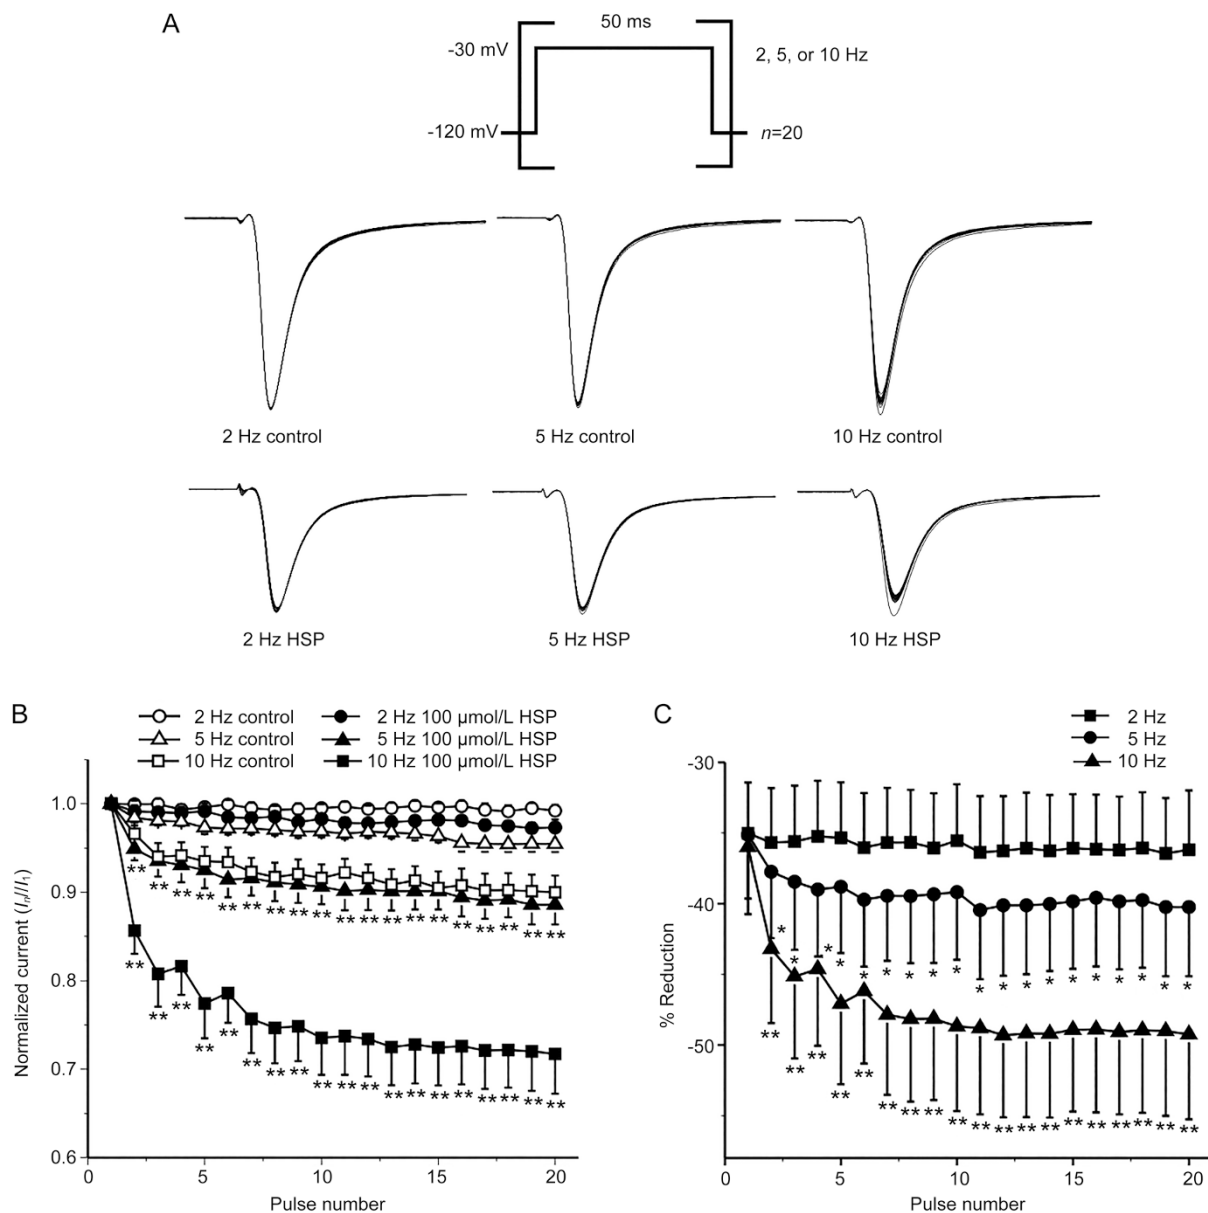 A
50 ms
-30 mV
2, 5, or 10 Hz
-120 mV
n=20
2 Hz control
5 Hz control
10 Hz control
2 Hz HSP
5 Hz HSP
10 Hz HSP
B
2 Hz control
2 Hz 100 μmol/L HSP
5 Hz control
5 Hz 100 μmol/L HSP
10 Hz control
10 Hz 100 μmol/L HSP
Normalized current (In//I1)
1.0
0.9
0.8
0.7
0.6
** ** ** ** ** ** ** ** ** ** ** ** ** ** ** ** ** ** **
** ** ** ** ** ** ** ** ** ** ** ** ** ** ** ** ** ** **
0 5 10 15 20
Pulse number
C
2 Hz
5 Hz
10 Hz
% Reduction
-30
-40
-50
* * * * * * * * * * * * * * * * * * *
** ** ** ** ** ** ** ** ** ** ** ** ** ** ** ** ** ** **
0 5 10 15 20
Pulse number